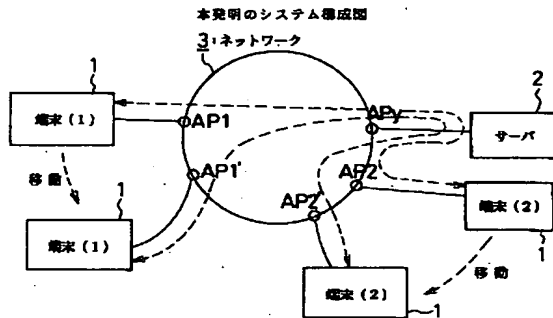 本発明のシステム構成図
3:ネットワーク
1
端末(1)
AP1
APy
2
サーバ
移動
AP1'
AP2
端末(2)
1
1
端末(1)
AP2'
移動
端末(2)
1